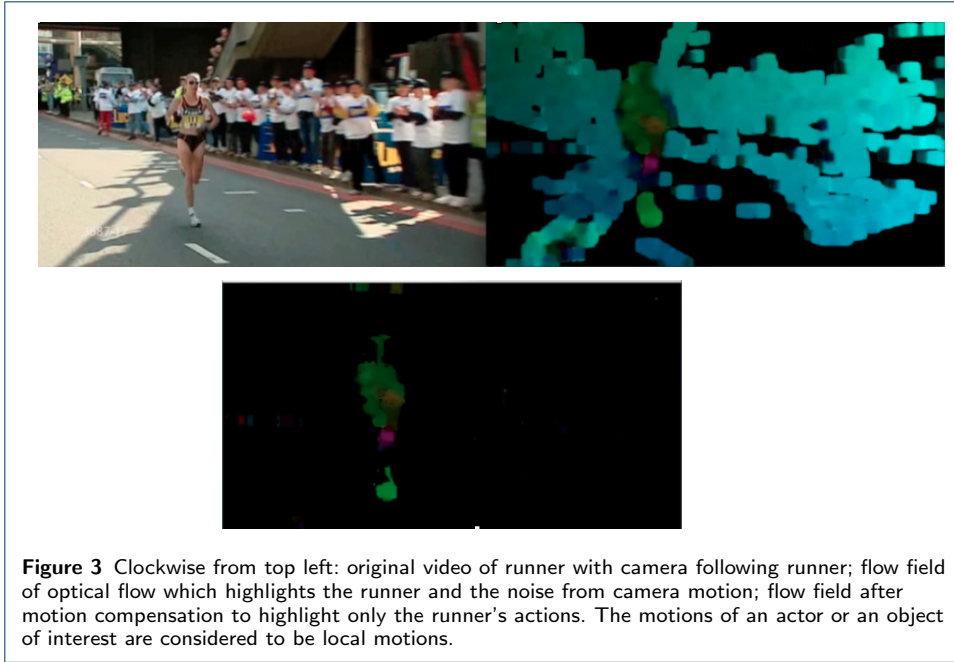 Figure 3 Clockwise from top left: original video of runner with camera following runner; flow field
of optical flow which highlights the runner and the noise from camera motion; flow field after
motion compensation to highlight only the runner's actions. The motions of an actor or an object
of interest are considered to be local motions.